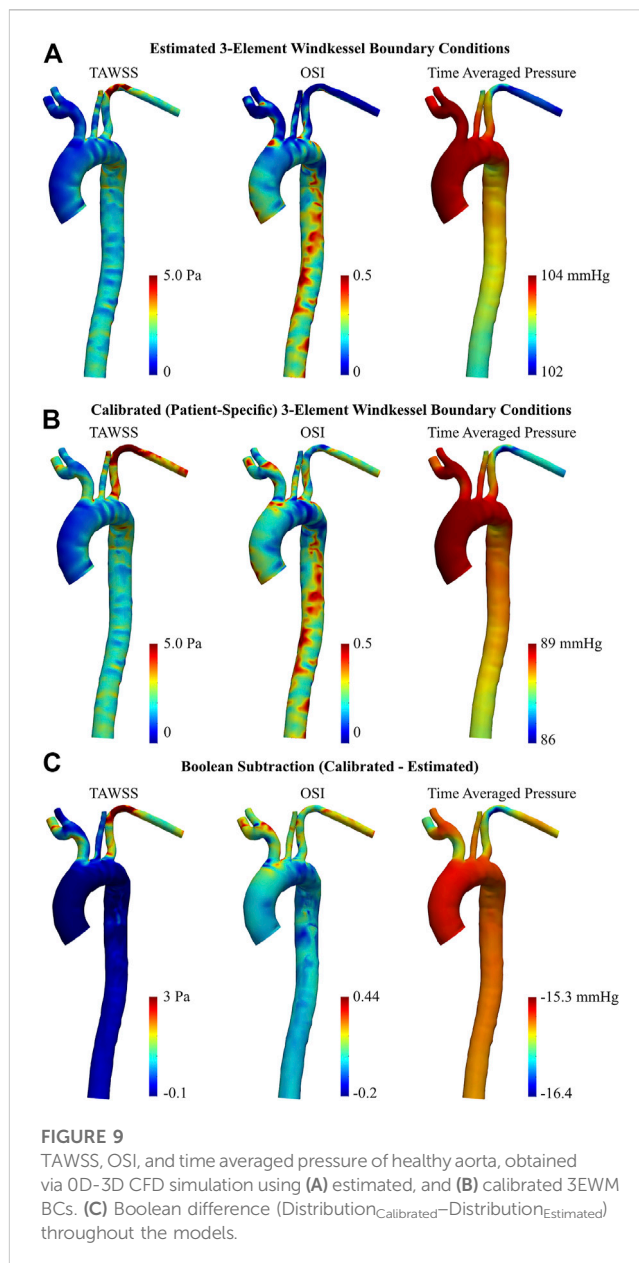 A
Estimated 3-Element Windkessel Boundary Conditions
TAWSS OSI Time Averaged Pressure
5.0 Pa 0.5 104 mmHg
0 0 102
B
Calibrated (Patient-Specific) 3-Element Windkessel Boundary Conditions
TAWSS OSI Time Averaged Pressure
5.0 Pa 0.5 89 mmHg
0 0 86
C
Boolean Subtraction (Calibrated - Estimated)
TAWSS OSI Time Averaged Pressure
3 Pa 0.44 -15.3 mmHg
-0.1 -0.2 -16.4
FIGURE 9
TAWSS, OSI, and time averaged pressure of healthy aorta, obtained
via 0D-3D CFD simulation using (A) estimated, and (B) calibrated 3EWM
BCs. (C) Boolean difference (DistributionCalibrated–DistributionEstimated)
throughout the models.